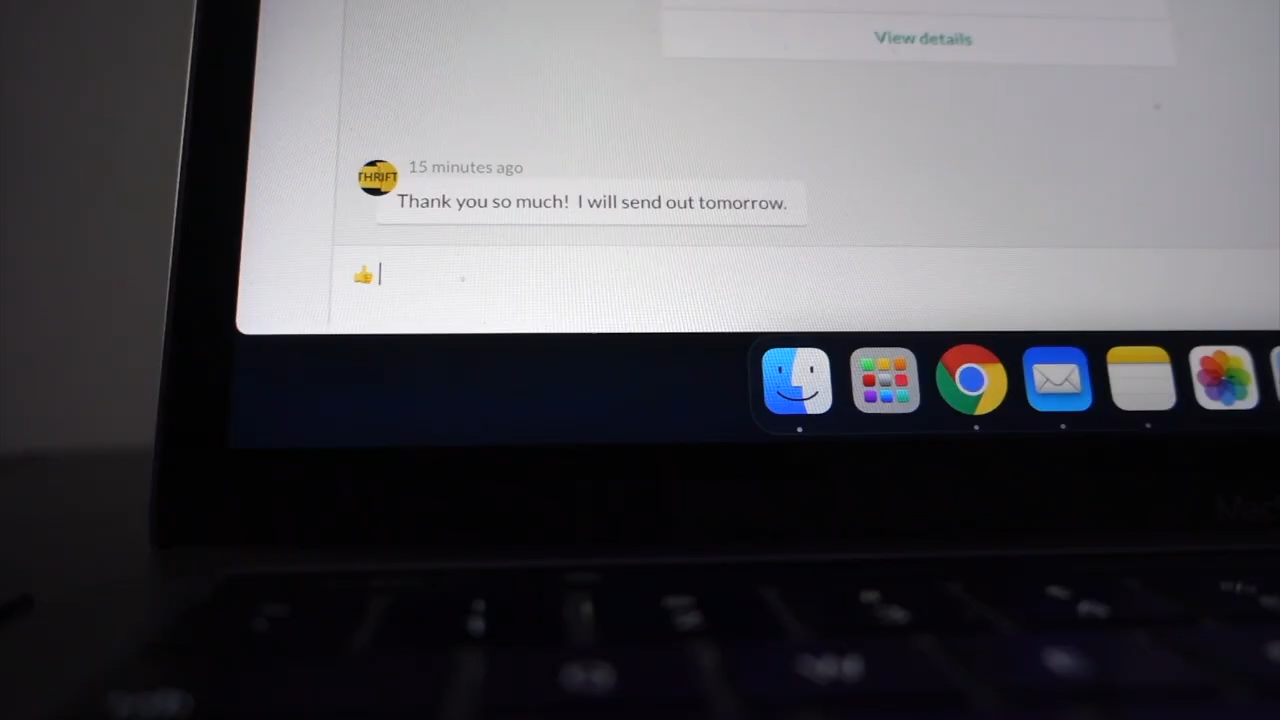 View details
15 minutes ago
THRIFT
Thank you so much! I will send out tomorrow.